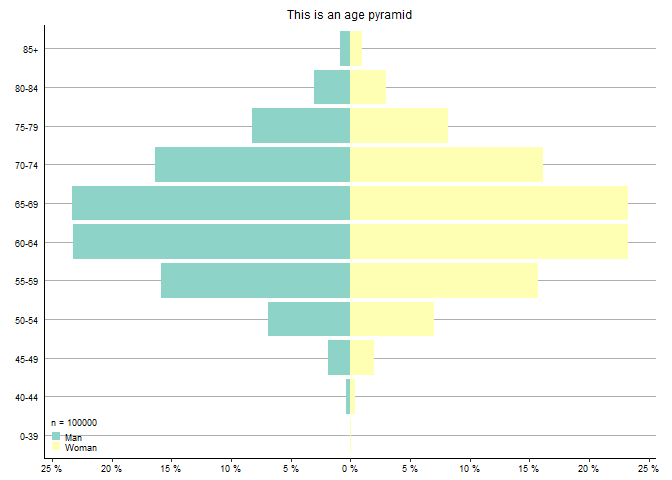 This is an age pyramid
85+
80-84
75-79
70-74
65-69
60-64
55-59
50-54
45-49
40-44
0-39
n = 100000
Man
Woman
25 % 20 % 15 % 10 % 5 % 0 % 5 % 10 % 15 % 20 % 25 %